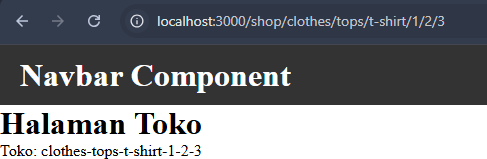 localhost:3000/shop/clothes/tops/t-shirt/1/2/3
Navbar Component
Halaman Toko
Toko: clothes-tops-t-shirt-1-2-3